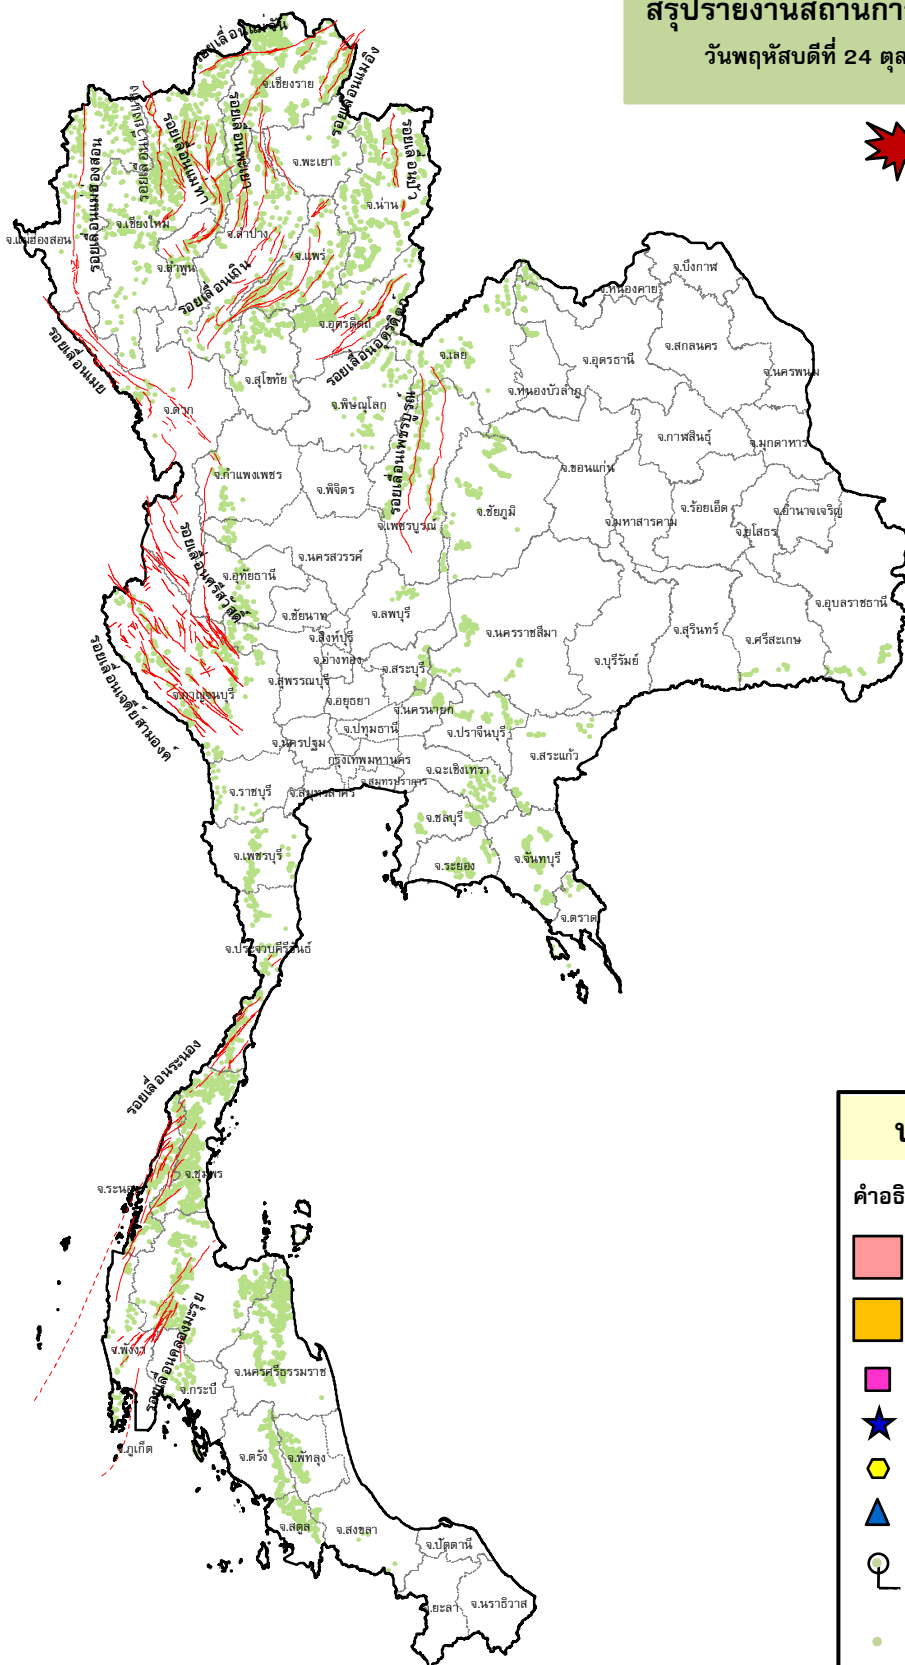 สรุปรายงานสถานกา
วันพฤหัสบดีที่ 24 ตุล
รอยเลื่อนแม่จัน
รอยเลื่อนแม่อิง
จ.เชียงราย
รอยเลื่อนแม่ทา
รอยเลื่อนพะเยา
จ.พะเยา
รอยเลื่อนปัว
รอยเลื่อนแม่ฮ่องสอน
จ.น่าน
จ.เชียงใหม่
จ.ลำปาง
จ.แม่ฮ่องสอน
จ.แพร่
จ.ลำพูน
รอยเลื่อนเถิน
จ.บึงกาฬ
จ.หนองคาย
จ.อุตรดิตถ์
รอยเลื่อนอุตรดิตถ์
รอยเลื่อนเมย
จ.สกลนคร
จ.เลย
จ.อุดรธานี
จ.นครพนม
จ.สุโขทัย
จ.หนองบัวลำภู
จ.ตาก
จ.พิษณุโลก
รอยเลื่อนเพชรบูรณ์
จ.กาฬสินธุ์
จ.มุกดาหาร
จ.กำแพงเพชร
จ.ขอนแก่น
จ.พิจิตร
จ.ชัยภูมิ
จ.ร้อยเอ็ด
จ.อำนาจเจริญ
จ.เพชรบูรณ์
จ.มหาสารคาม
จ.ยโสธร
รอยเลื่อนศรีสวัสดิ์
จ.นครสวรรค์
จ.อุทัยธานี
จ.อุบลราชธานี
จ.ชัยนาท
จ.ลพบุรี
จ.นครราชสีมา
จ.สุรินทร์
จ.ศรีสะเกษ
จ.สิงห์บุรี
จ.บุรีรัมย์
จ.อ่างทอง
จ.สระบุรี
จ.สุพรรณบุรี
รอยเลื่อนเจดีย์สามองค์
จ.กาญจนบุรี
จ.อยุธยา
จ.นครนายก
จ.ปทุมธานี
จ.ปราจีนบุรี
จ.นครปฐม
กรุงเทพมหานคร
จ.สระแก้ว
จ.ฉะเชิงเทรา
จ.สมุทรปราการ
จ.ราชบุรี
จ.สมุทรสาคร
จ.ชลบุรี
จ.เพชรบุรี
จ.ระยอง
จ.จันทบุรี
จ.ตราด
จ.ประจวบคีรีขันธ์
รอยเลื่อนระนอง
จ.ชุมพร
จ.ระนอง
คำอธิ
รอยเลื่อนคลองมะรุ่ย
จ.พังงา
จ.นครศรีธรรมราช
จ.กระบี่
จ.ภูเก็ต
จ.ตรัง
จ.พัทลุง
จ.สตูล
จ.สงขลา
จ.ปัตตานี
จ.ยะลา
จ.นราธิวาส